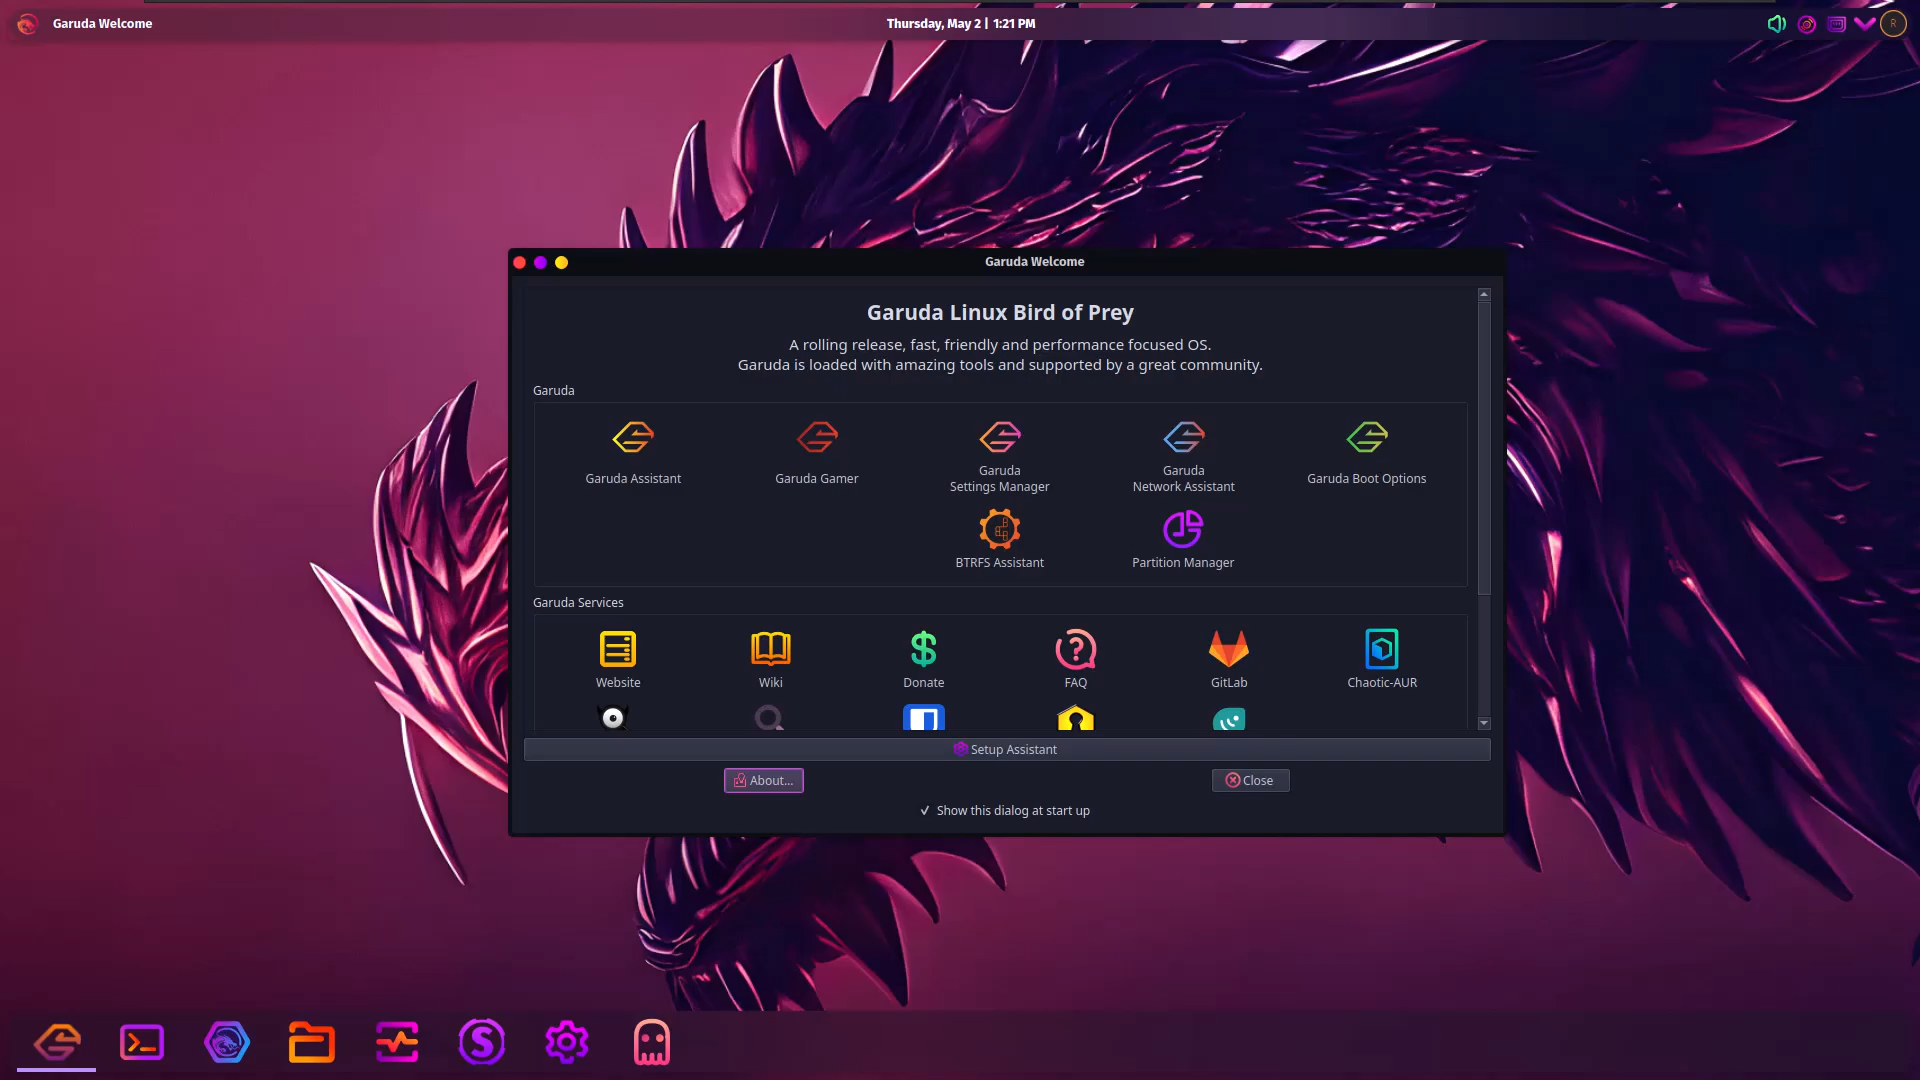 Garuda Welcome
Thursday, May 2 | 1:21 PM
R
Garuda Welcome
Garuda Linux Bird of Prey
A rolling release, fast, friendly and performance focused OS.
Garuda is loaded with amazing tools and supported by a great community.
Garuda
Garuda Assistant
Garuda Gamer
Garuda
Settings Manager
Garuda
Network Assistant
Garuda Boot Options
BTRFS Assistant
Partition Manager
Garuda Services
Website
Wiki
Donate
FAQ
GitLab
Chaotic-AUR
Setup Assistant
About...
Close
Show this dialog at start up